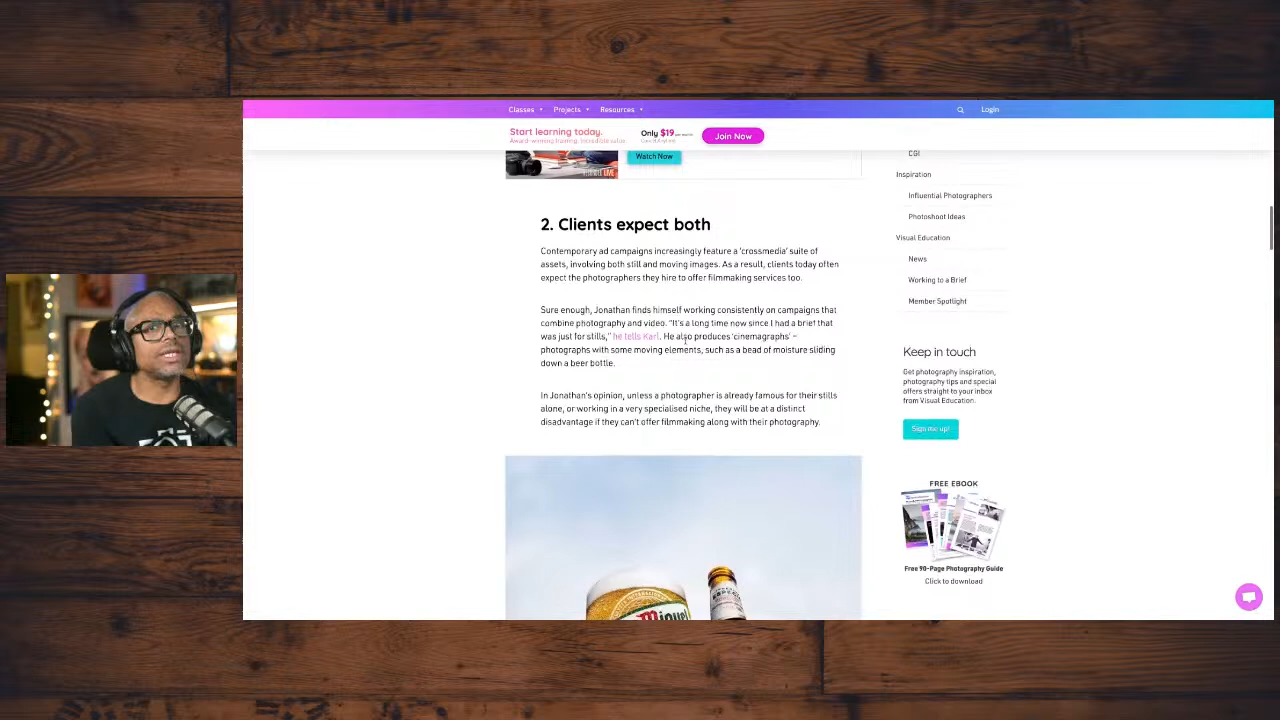 Classes
Projects
Resources
Login
Start learning today.
Only $19
Join Now
Watch Now
CGI
Inspiration
Influential Photographers
Photoshoot Ideas
Visual Education
News
Working to a Brief
Member Spotlight
2. Clients expect both
Contemporary ad campaigns increasingly feature a 'crossmedia' suite of
assets, involving both still and moving images. As a result, clients today often
expect the photographers they hire to offer filmmaking services too.
Sure enough, Jonathan finds himself working consistently on campaigns that
combine photography and video. "It's a long time now since I had a brief that
was just for stills," he tells Karl. He also produces 'cinemagraphs' –
photographs with some moving elements, such as a bead of moisture sliding
down a beer bottle.
In Jonathan's opinion, unless a photographer is already famous for their stills
alone, or working in a very specialised niche, they will be at a distinct
disadvantage if they can't offer filmmaking along with their photography.
Keep in touch
Get photography inspiration,
photography tips and special
offers straight to your inbox
from Visual Education.
Sign me up!
FREE EBOOK
Free 90-Page Photography Guide
Click to download